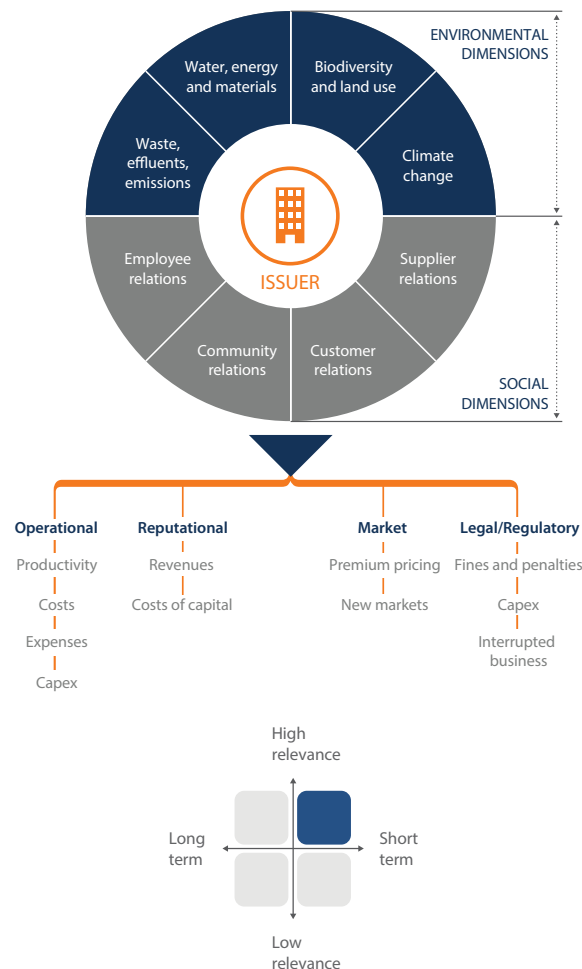 ENVIRONMENTAL
DIMENSIONS
Water, energy
and materials
Biodiversity
and land use
Waste,
effluents,
emissions
Climate
change
ISSUER
Employee
relations
Supplier
relations
Community
relations
Customer
relations
SOCIAL
DIMENSIONS
Operational
Productivity
Costs
Expenses
Capex
Reputational
Revenues
Costs of capital
Market
Premium pricing
New markets
Legal/Regulatory
Fines and penalties
Capex
Interrupted
business
High
relevance
Long
term
Short
term
Low
relevance